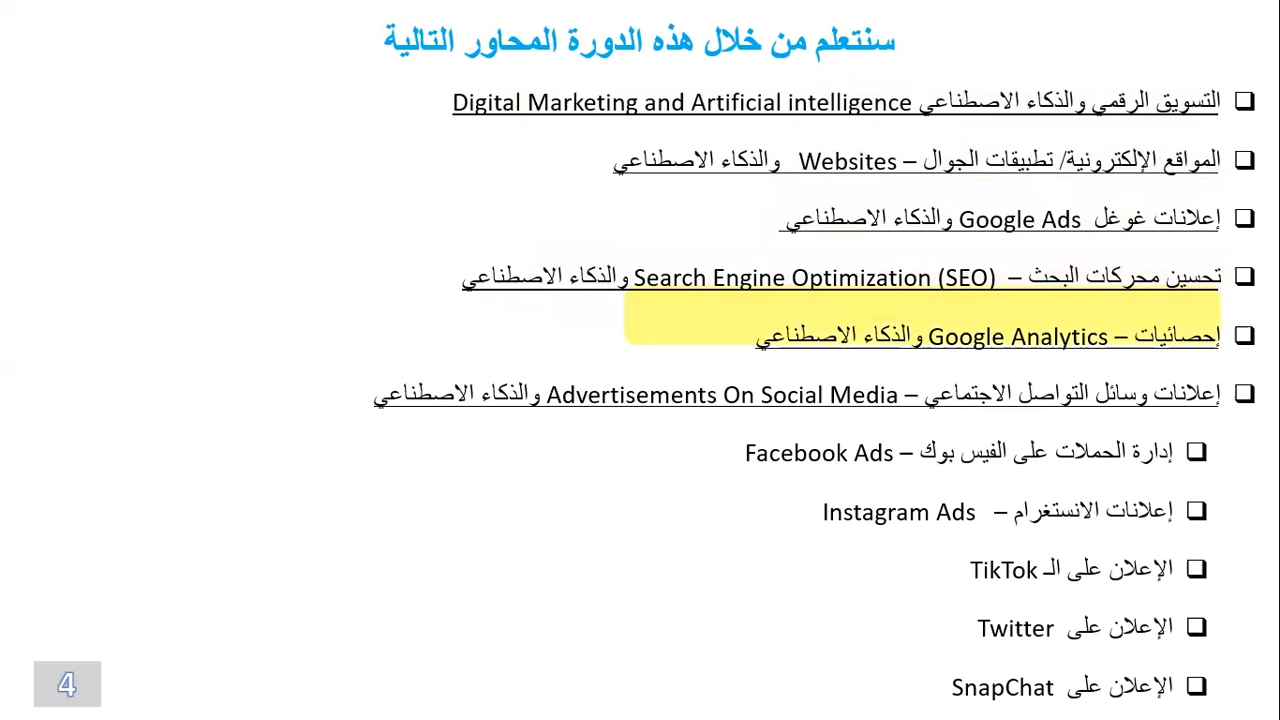 سنتعلم من خلال هذه الدورة المحاور التالية
التسويق الرقمي والذكاء الاصطناعي Digital Marketing and Artificial intelligence
المواقع الإلكترونية/ تطبيقات الجوال – Websites والذكاء الاصطناعي
إعلانات غوغل Google Ads والذكاء الاصطناعي
تحسين محركات البحث – Search Engine Optimization (SEO) والذكاء الاصطناعي
إحصائيات – Google Analytics والذكاء الاصطناعي
إعلانات وسائل التواصل الاجتماعي – Advertisements On Social Media والذكاء الاصطناعي
إدارة الحملات على الفيس بوك – Facebook Ads
إعلانات الانستغرام – Instagram Ads
الإعلان على الـ TikTok
الإعلان على Twitter
الإعلان على SnapChat
4